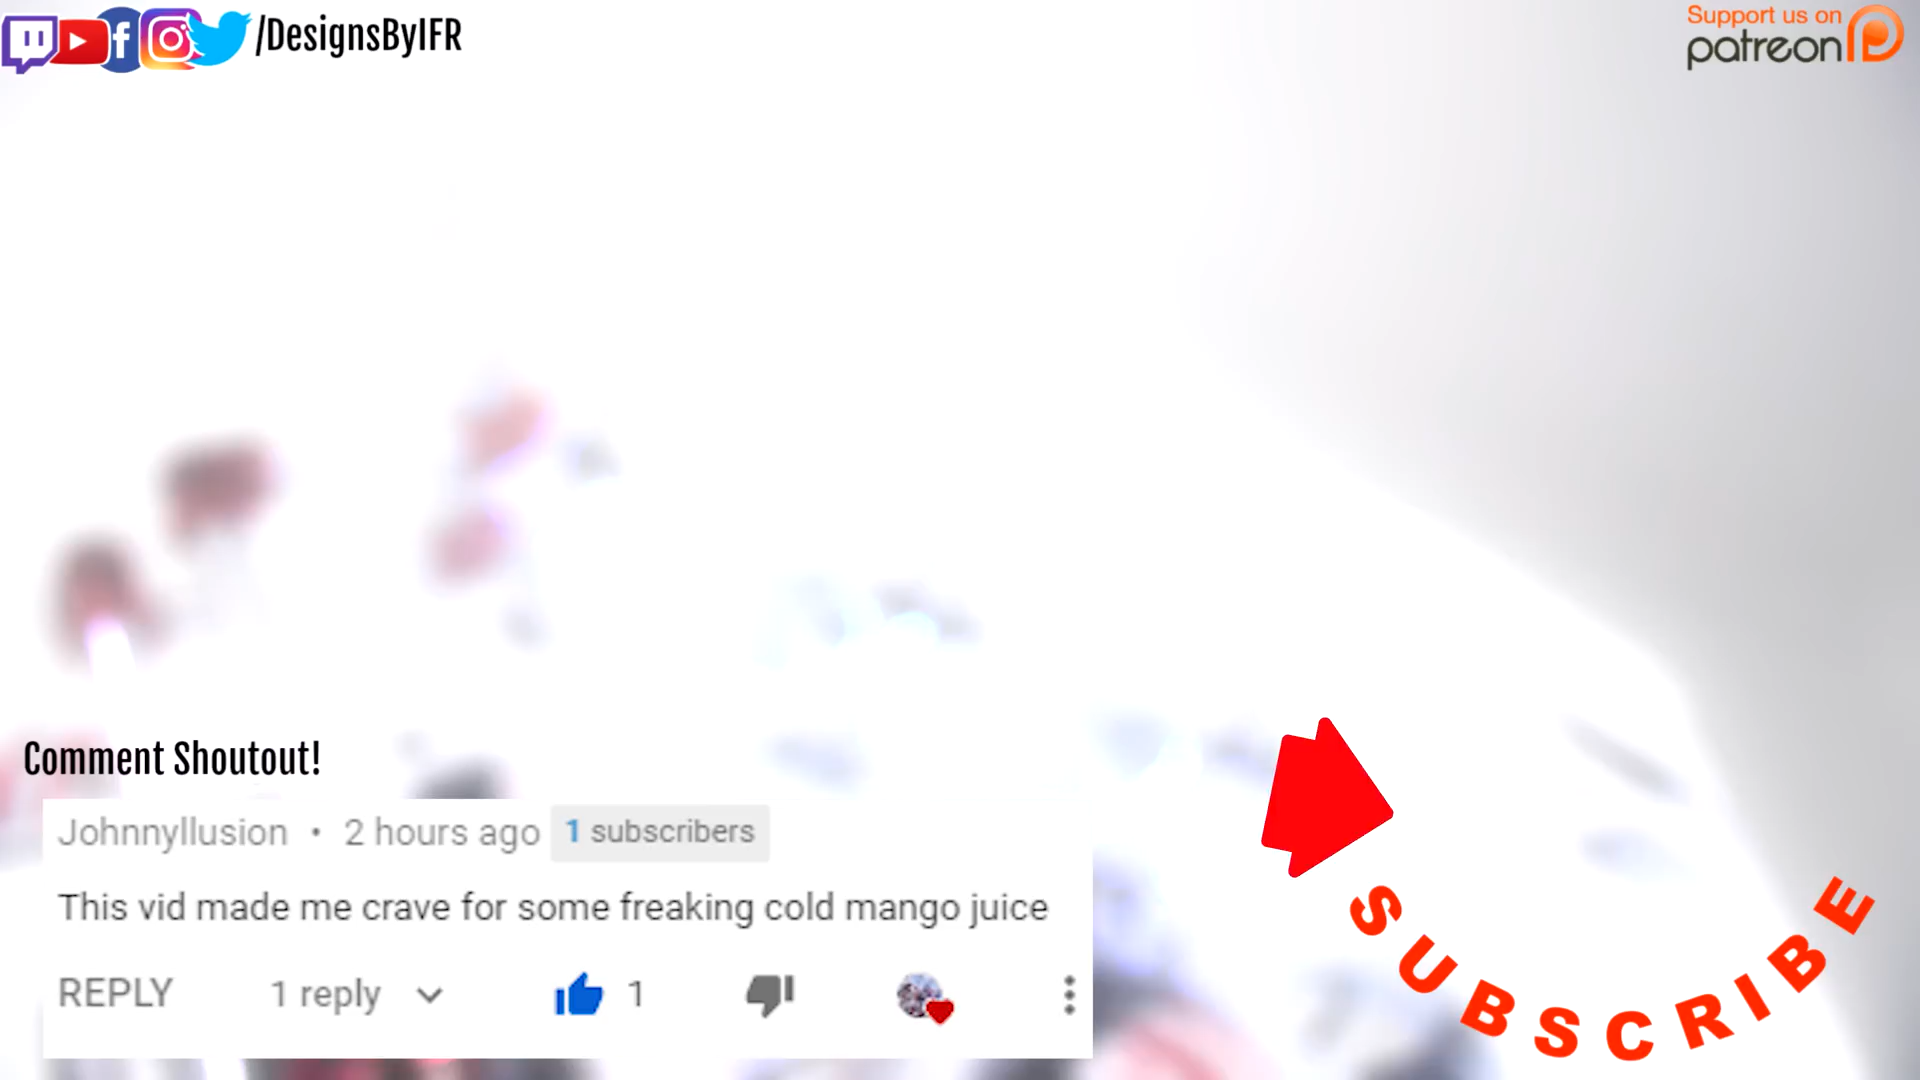 /DesignsByIFR
Support us on
patreon
Comment Shoutout!
Johnnyllusion • 2 hours ago 1 subscribers
This vid made me crave for some freaking cold mango juice
REPLY 1 reply 1
SUBSCRIBE